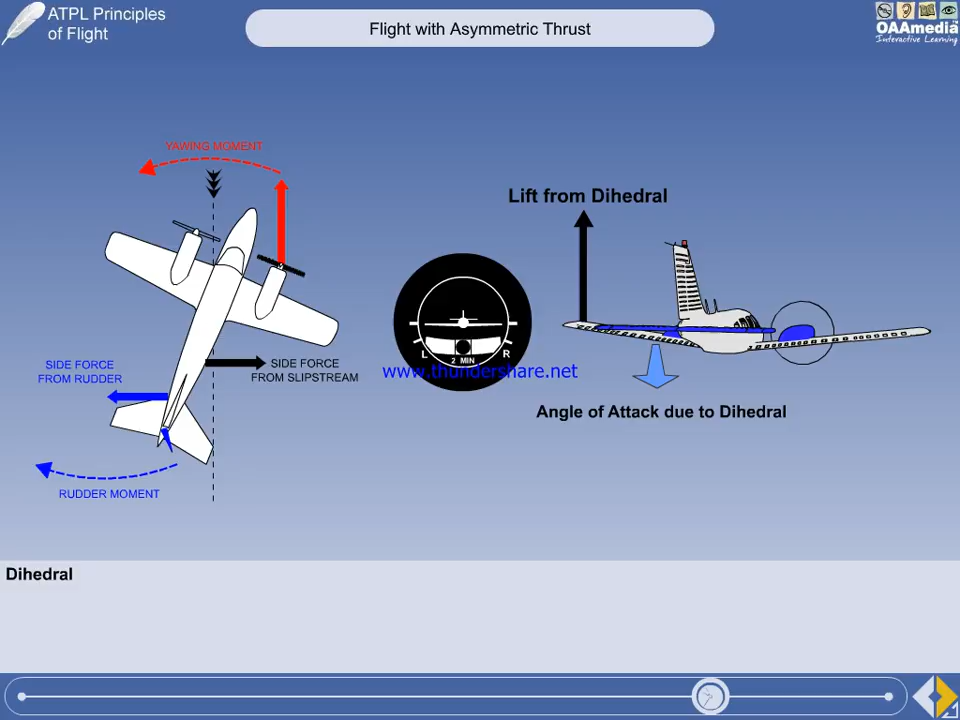 ATPL Principles
of Flight
Flight with Asymmetric Thrust
OAAmedia
Interactive Learning
YAWING MOMENT
Lift from Dihedral
SIDE FORCE
FROM RUDDER
SIDE FORCE
FROM SLIPSTREAM
L
R
2 MIN
www.thundershare.net
Angle of Attack due to Dihedral
RUDDER MOMENT
Dihedral